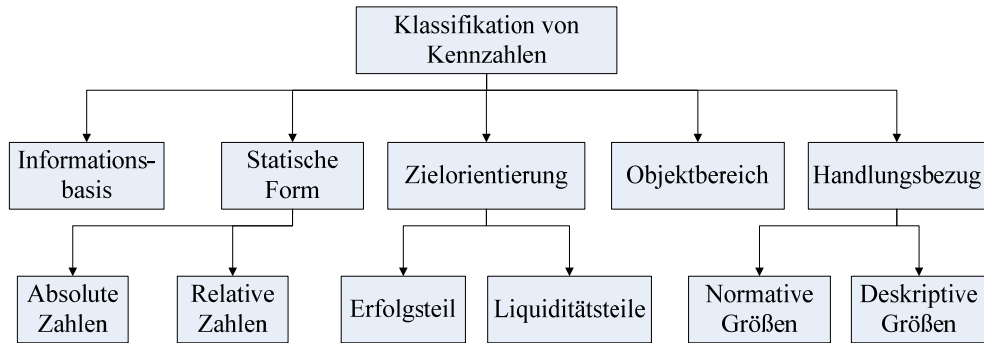 Klassifikation von
Kennzahlen
Informations-
basis
Statische
Form
Zielorientierung
Objektbereich
Handlungsbezug
Absolute
Zahlen
Relative
Zahlen
Erfolgsteil
Liquiditätsteile
Normative
Größen
Deskriptive
Größen